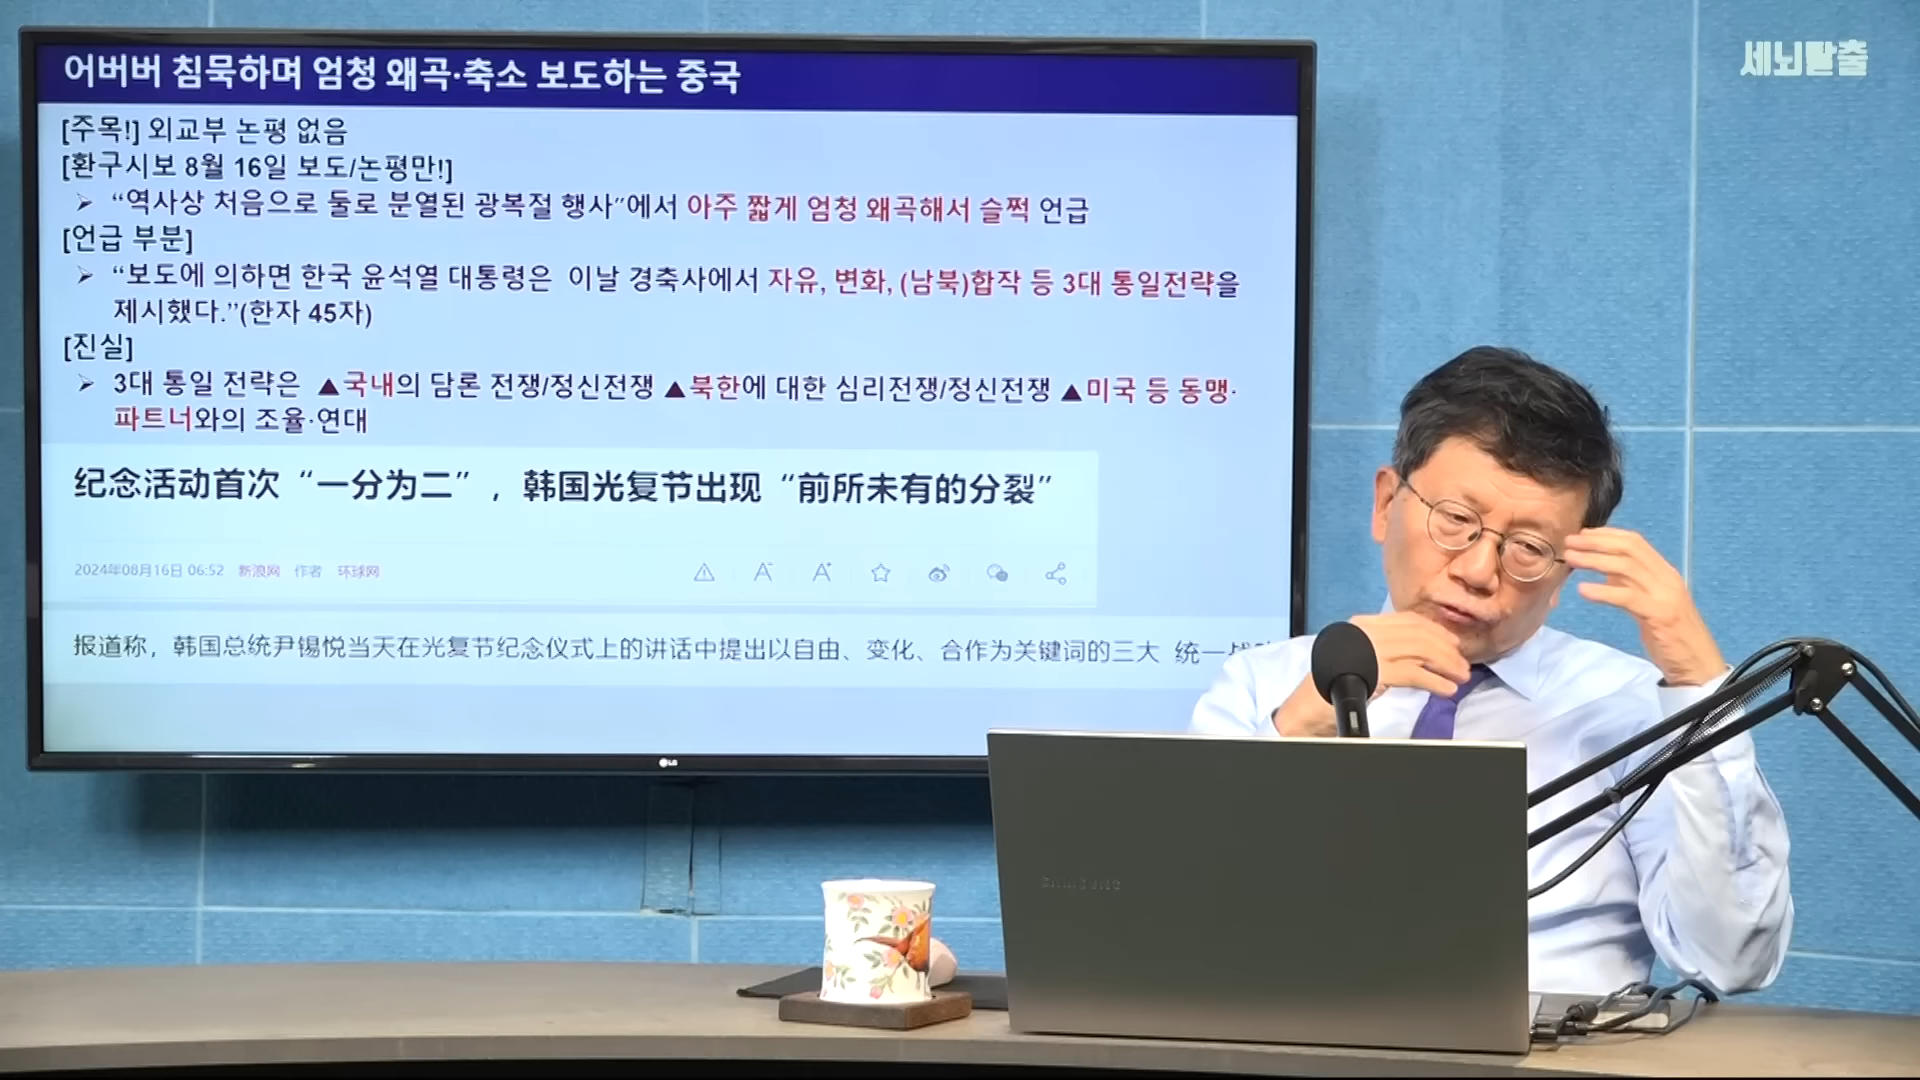 세뇌탈출
어버버 침묵하며 엄청 왜곡·축소 보도하는 중국
[주목!] 외교부 논평 없음
[환구시보 8월 16일 보도/논평만!]
➢ “역사상 처음으로 둘로 분열된 광복절 행사”에서 아주 짧게 엄청 왜곡해서 슬쩍 언급
[언급 부분]
➢ “보도에 의하면 한국 윤석열 대통령은 이날 경축사에서 자유, 변화, (남북)합작 등 3대 통일전략을
제시했다.”(한자 45자)
[진실]
➢ 3대 통일 전략은 ▲국내의 담론 전쟁/정신전쟁 ▲북한에 대한 심리전쟁/정신전쟁 ▲미국 등 동맹·
파트너와의 조율·연대
纪念活动首次“一分为二”，韩国光复节出现“前所未有的分裂”
2024年08月16日 06:52 新浪网 作者 环球网
报道称，韩国总统尹锡悦当天在光复节纪念仪式上的讲话中提出以自由、变化、合作为关键词的三大 统一
LG
SAMSUNG